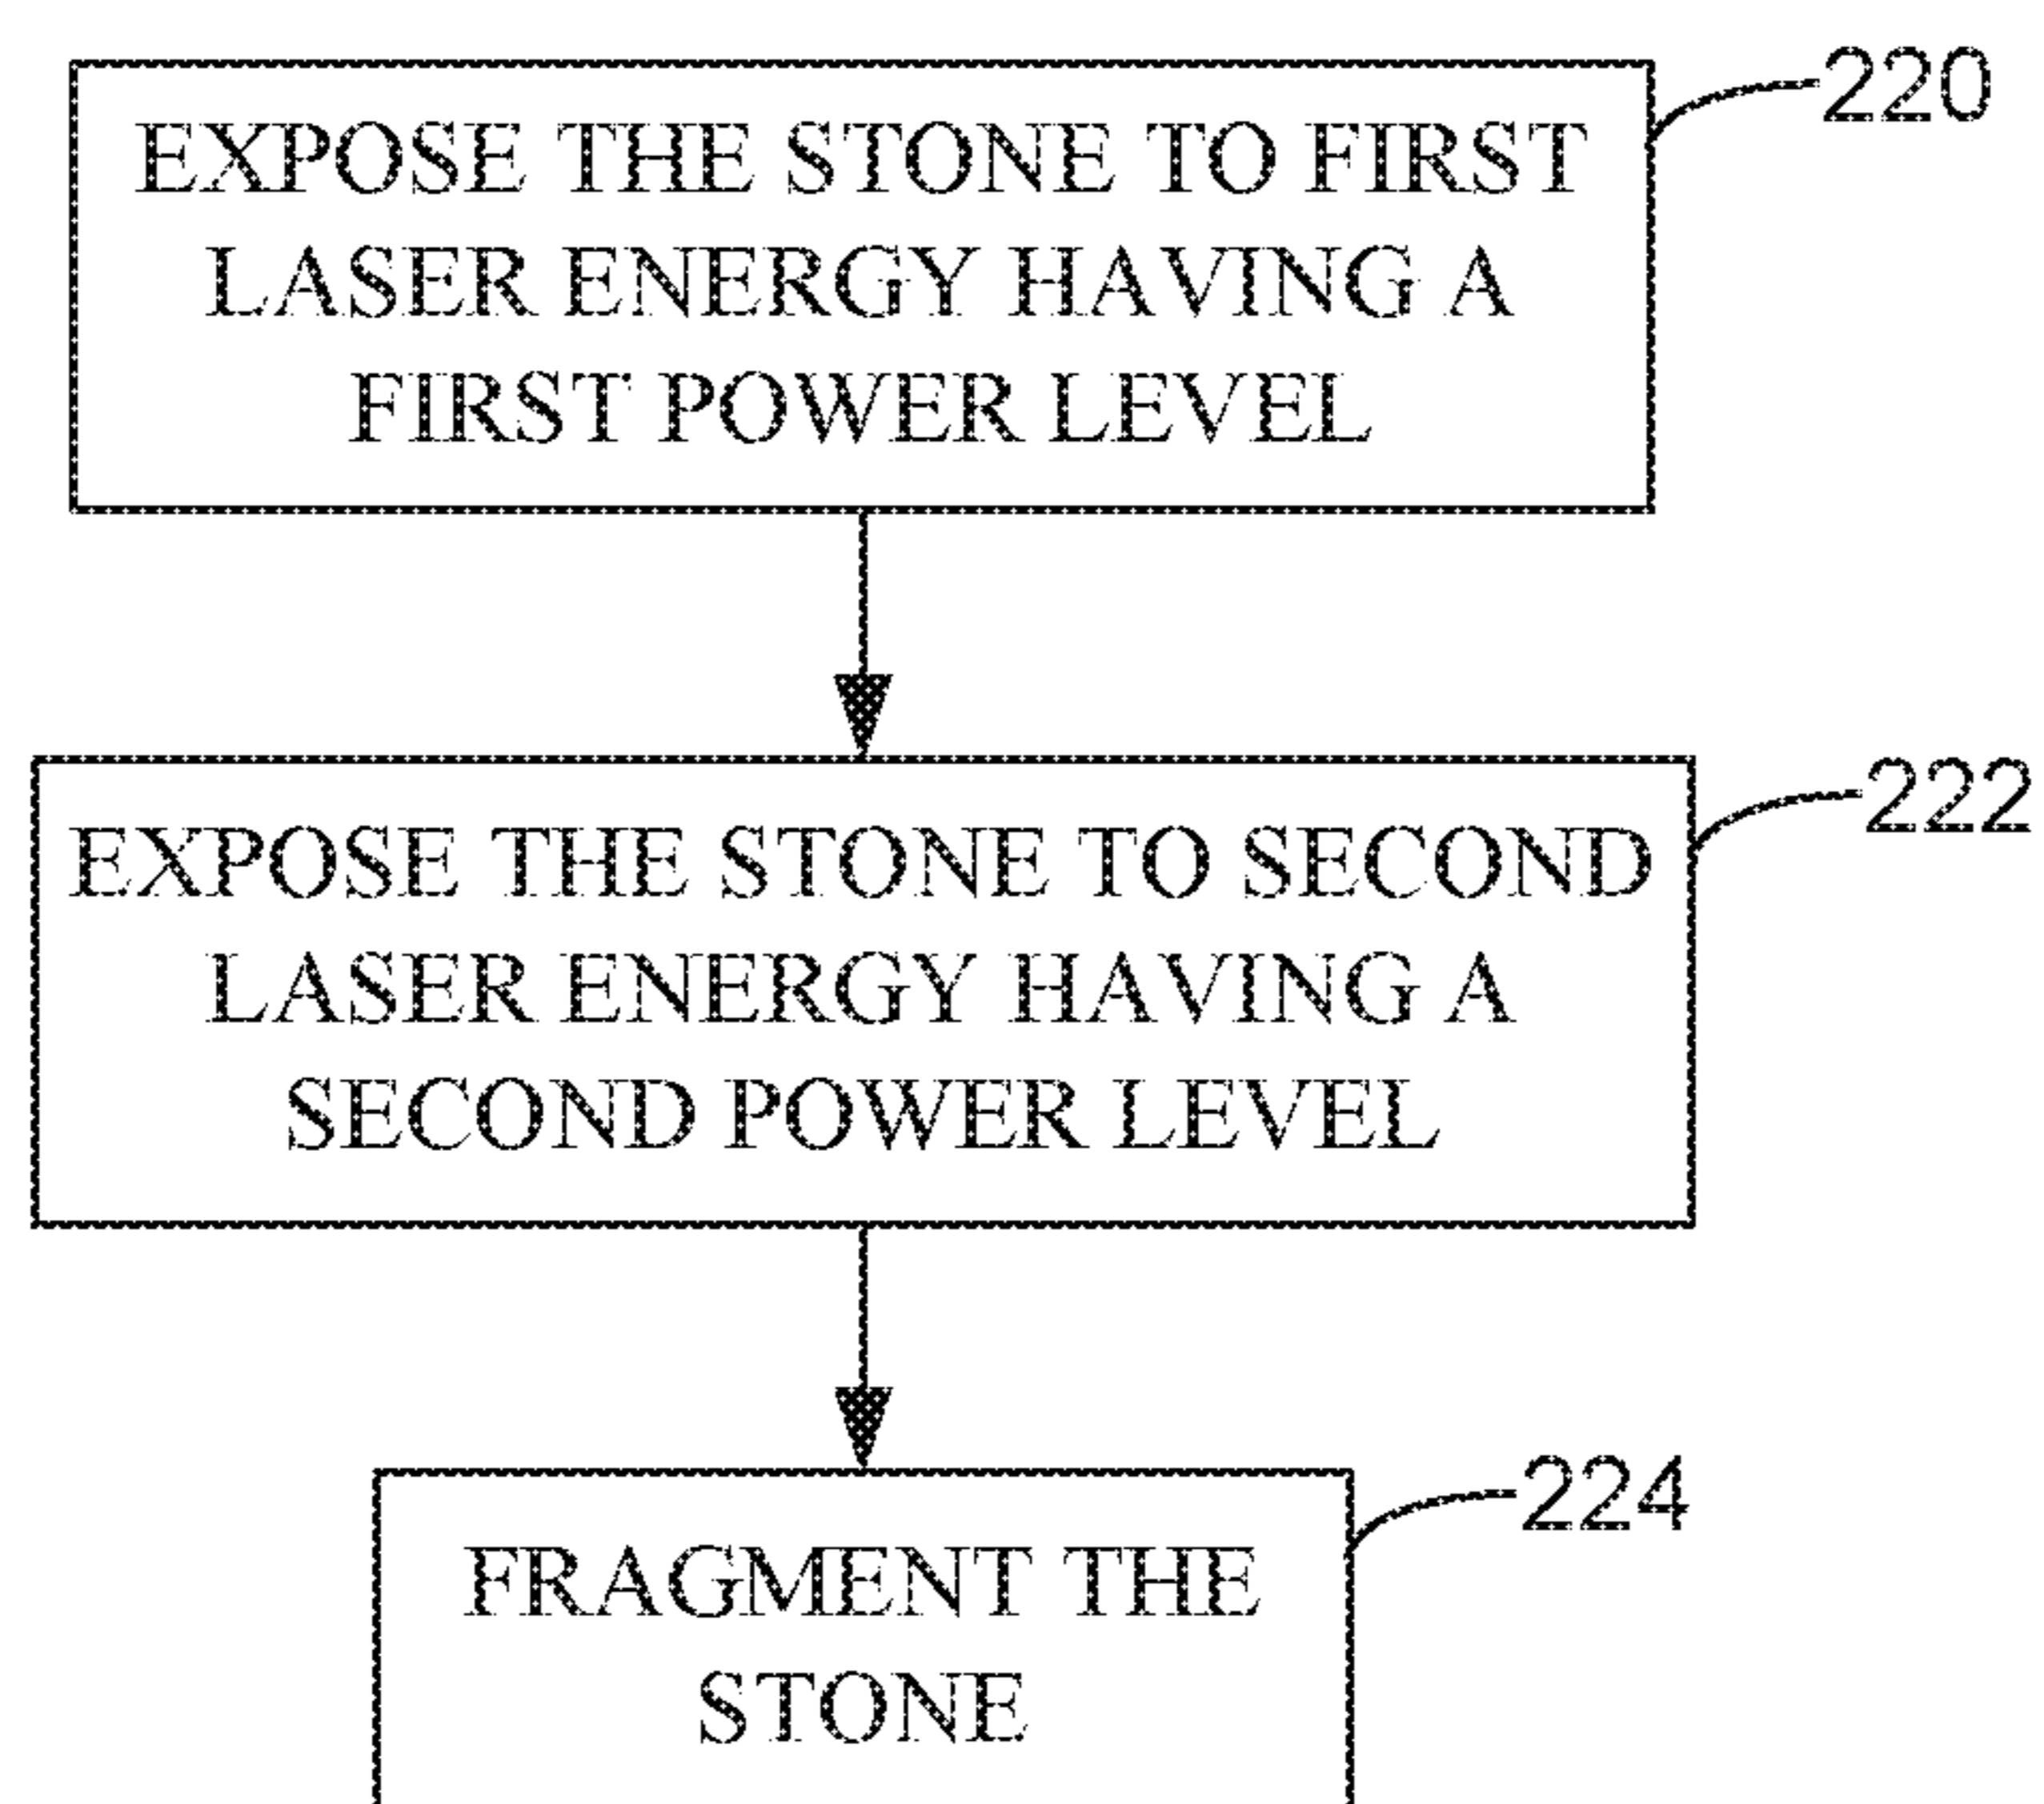 220
EXPOSE THE STONE TO FIRST
LASER ENERGY HAVING A
FIRST POWER LEVEL
222
EXPOSE THE STONE TO SECOND
LASER ENERGY HAVING A
SECOND POWER LEVEL
224
FRAGMENT THE
STONE